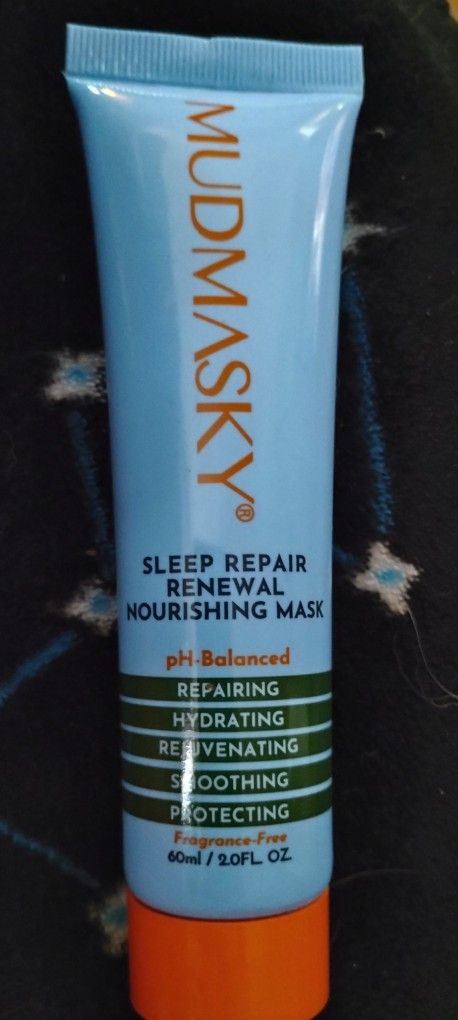 MUDMASKY®
SLEEP REPAIR
RENEWAL
NOURISHING MASK
pH-Balanced
REPAIRING
HYDRATING
REJUVENATING
SMOOTHING
PROTECTING
Fragrance-Free
60ml / 2.0FL. OZ.